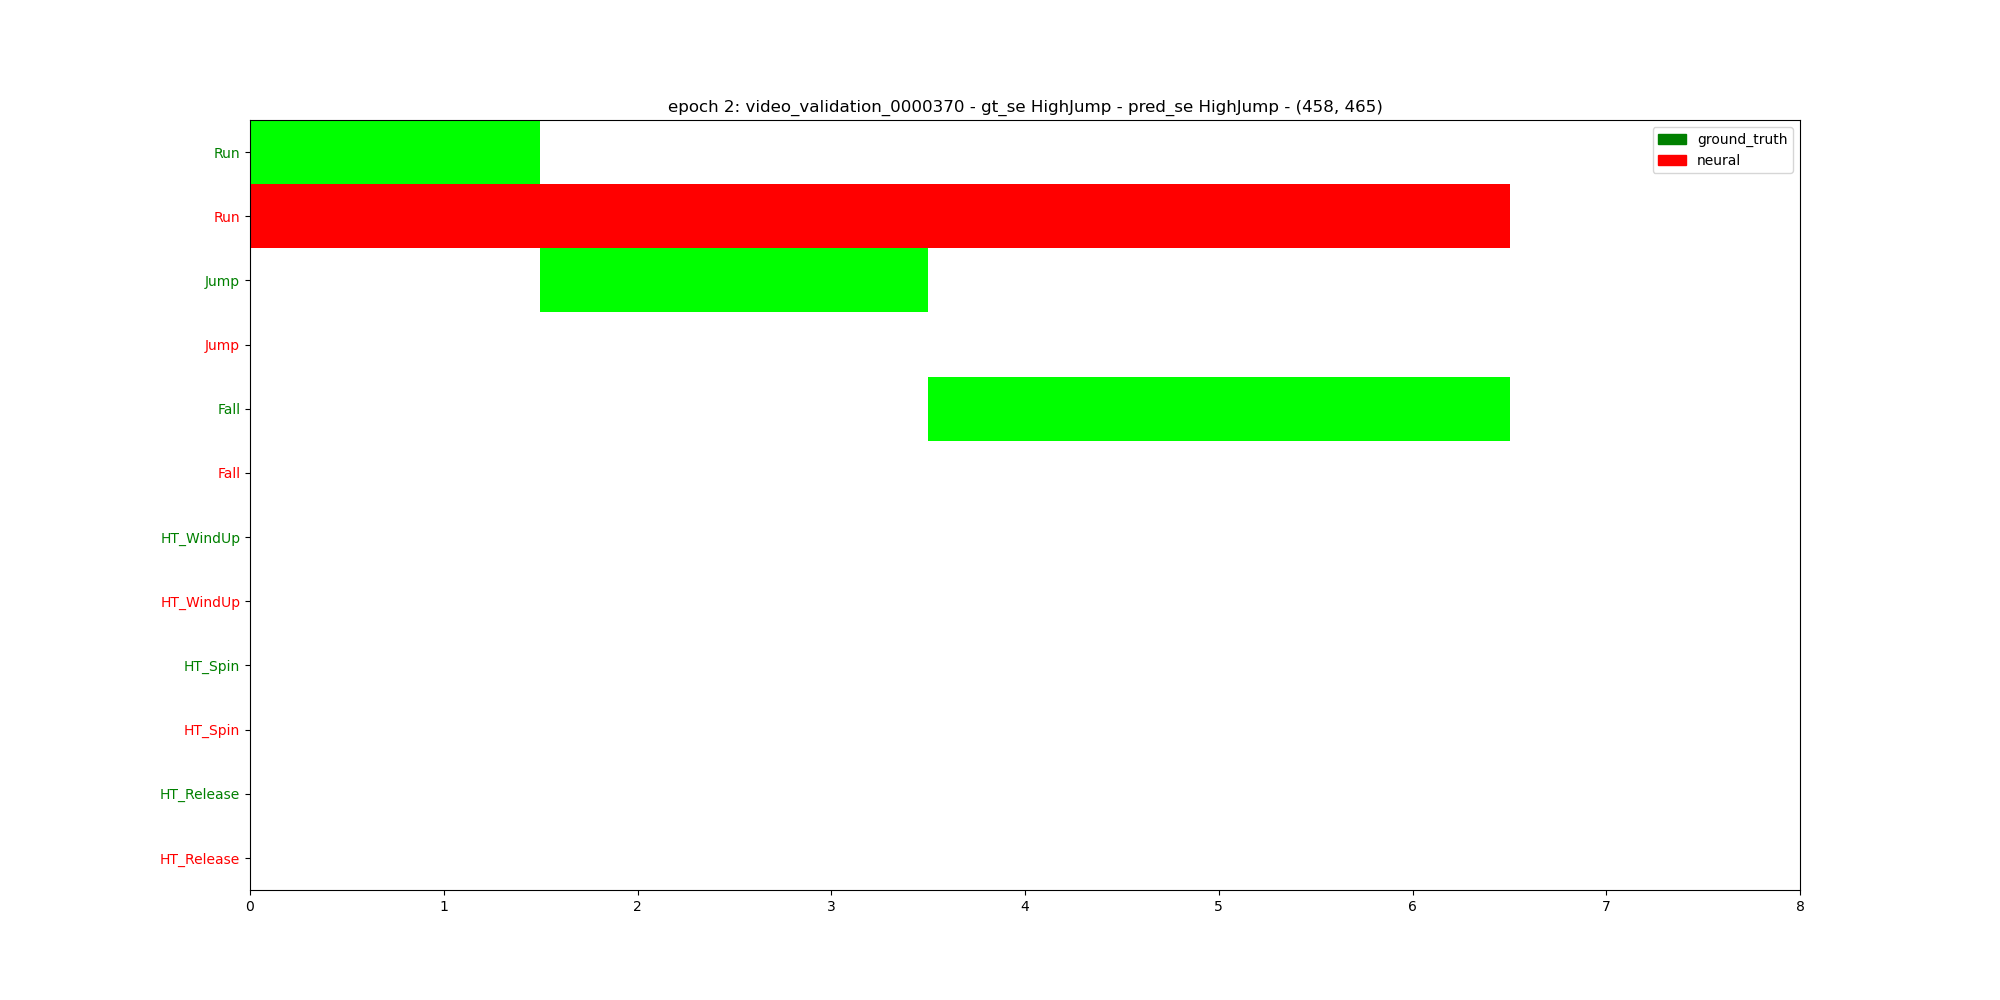 epoch 2: video_validation_0000370 - gt_se HighJump - pred_se HighJump - (458, 465)
ground_truth
neural
Run
Run
Jump
Jump
Fall
Fall
HT_WindUp
HT_WindUp
HT_Spin
HT_Spin
HT_Release
HT_Release
0 1 2 3 4 5 6 7 8